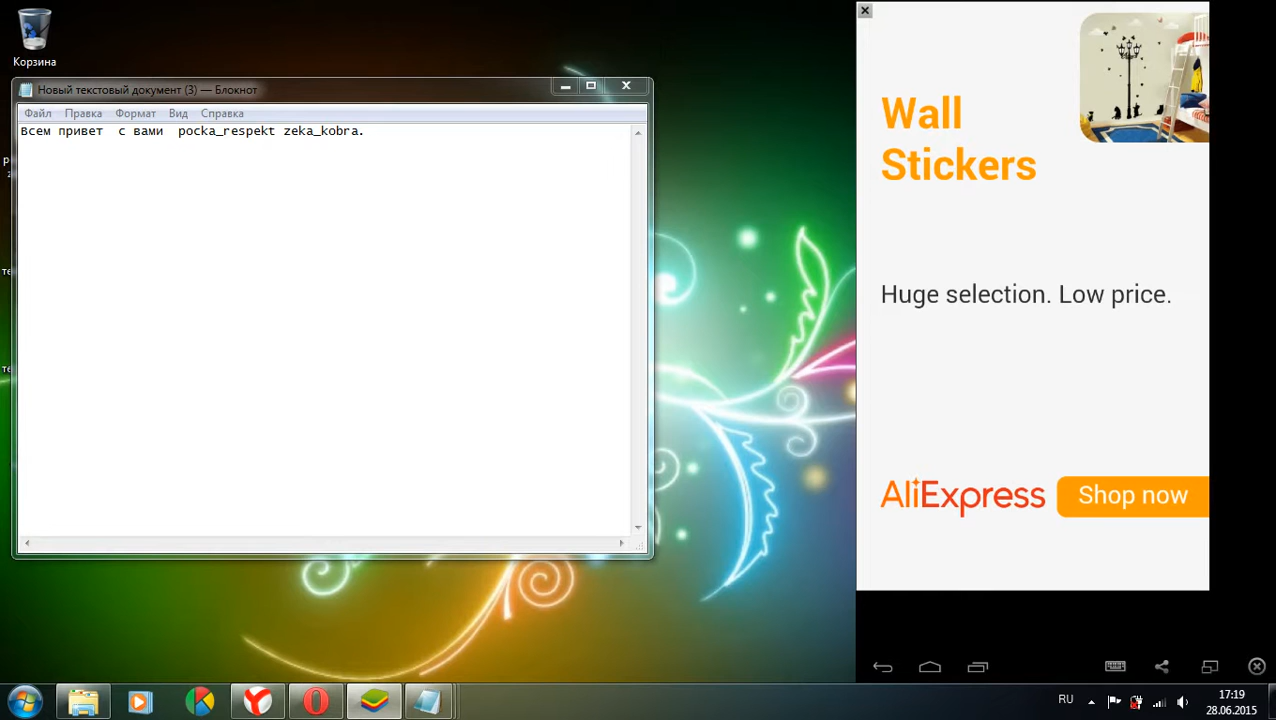 Корзина
Новый текстовый документ (3) — Блокнот
Файл Правка Формат Вид Справка
Всем привет с вами pocka_respekt zeka_kobra.
Wall
Stickers
Huge selection. Low price.
AliExpress
Shop now
RU
17:19
28.06.2015